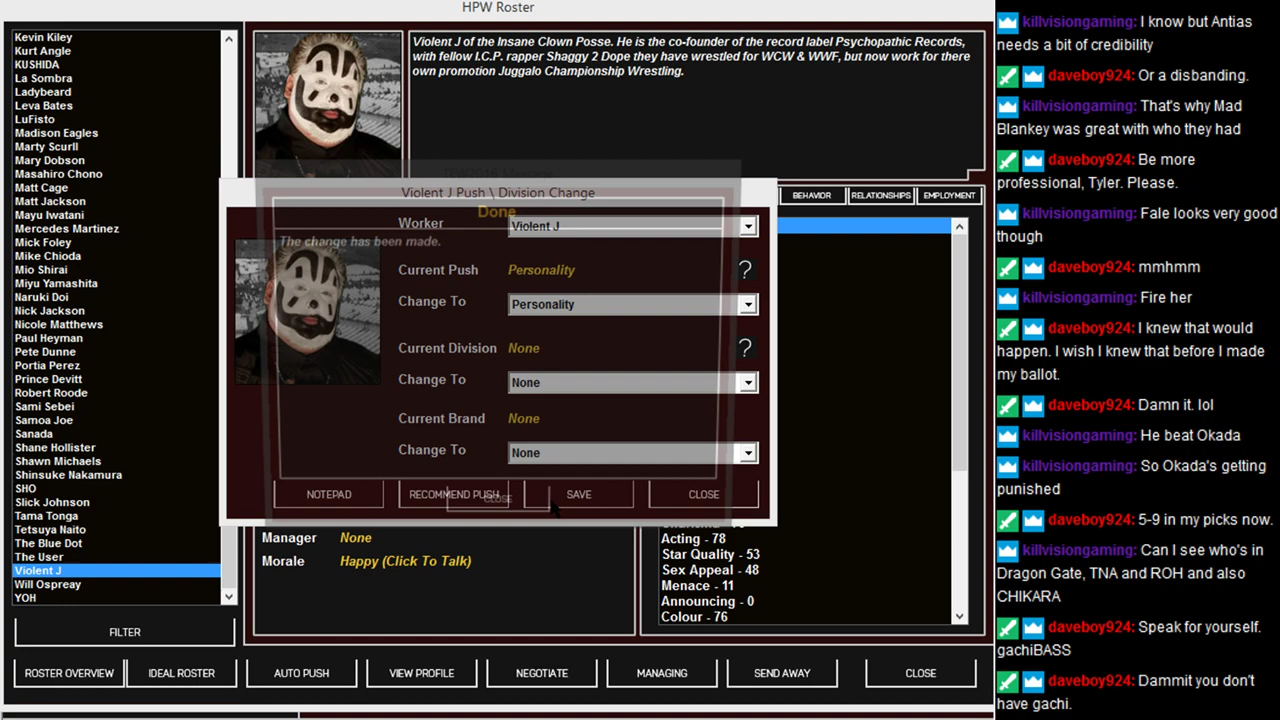 HPW Roster
Kevin Kiley
Kurt Angle
KUSHIDA
La Sombra
Ladybeard
Leva Bates
LuFisto
Madison Eagles
Marty Scurll
Mary Dobson
Masahiro Chono
Matt Cage
Matt Jackson
Mayu Iwatani
Mercedes Martinez
Mick Foley
Mike Chioda
Mio Shirai
Miyu Yamashita
Naruki Doi
Nick Jackson
Nicole Matthews
Paul Heyman
Pete Dunne
Portia Perez
Prince Devitt
Robert Roode
Sami Sebei
Samoa Joe
Sanada
Shane Hollister
Shawn Michaels
Shinsuke Nakamura
SHO
Slick Johnson
Tama Tonga
Tetsuya Naito
The Blue Dot
The User
Violent J
Will Ospreay
YOH
FILTER
Violent J of the Insane Clown Posse. He is the co-founder of the record label Psychopathic Records,
with fellow I.C.P. rapper Shaggy 2 Dope they have wrestled for WCW & WWF, but now work for there
own promotion Juggalo Championship Wrestling.
BEHAVIOR
RELATIONSHIPS
EMPLOYMENT
Violent J Push \ Division Change
Done
The change has been made.
Worker
Violent J
Current Push
Personality
?
Change To
Personality
Current Division
None
?
Change To
None
Current Brand
None
Change To
None
NOTEPAD
RECOMMEND PUSH
CLOSE
SAVE
CLOSE
Manager
None
Morale
Happy (Click To Talk)
Acting - 78
Star Quality - 53
Sex Appeal - 48
Menace - 11
Announcing - 0
Colour - 76
ROSTER OVERVIEW
IDEAL ROSTER
AUTO PUSH
VIEW PROFILE
NEGOTIATE
MANAGING
SEND AWAY
CLOSE
killvisiongaming: I know but Antias
needs a bit of credibility
daveboy924: Or a disbanding.
killvisiongaming: That's why Mad
Blankey was great with who they had
daveboy924: Be more
professional, Tyler. Please.
killvisiongaming: Fale looks very good
though
daveboy924: mmhmm
killvisiongaming: Fire her
daveboy924: I knew that would
happen. I wish I knew that before I made
my ballot.
daveboy924: Damn it. lol
killvisiongaming: He beat Okada
killvisiongaming: So Okada's getting
punished
daveboy924: 5-9 in my picks now.
killvisiongaming: Can I see who's in
Dragon Gate, TNA and ROH and also
CHIKARA
daveboy924: Speak for yourself.
gachiBASS
daveboy924: Dammit you don't
have gachi.